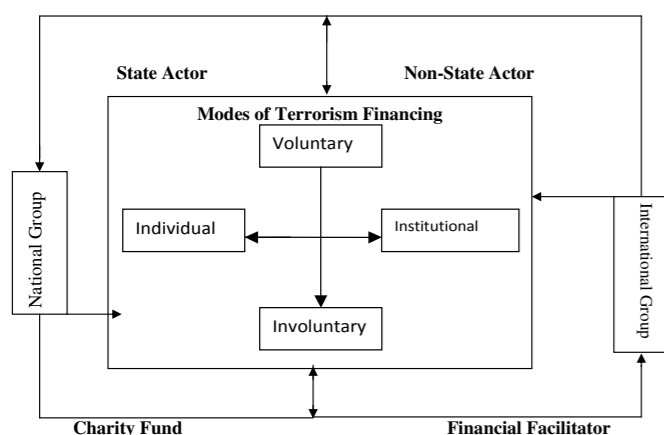 State Actor
Non-State Actor
Modes of Terrorism Financing
Voluntary
National Group
Individual
Institutional
International Group
Involuntary
Charity Fund
Financial Facilitator